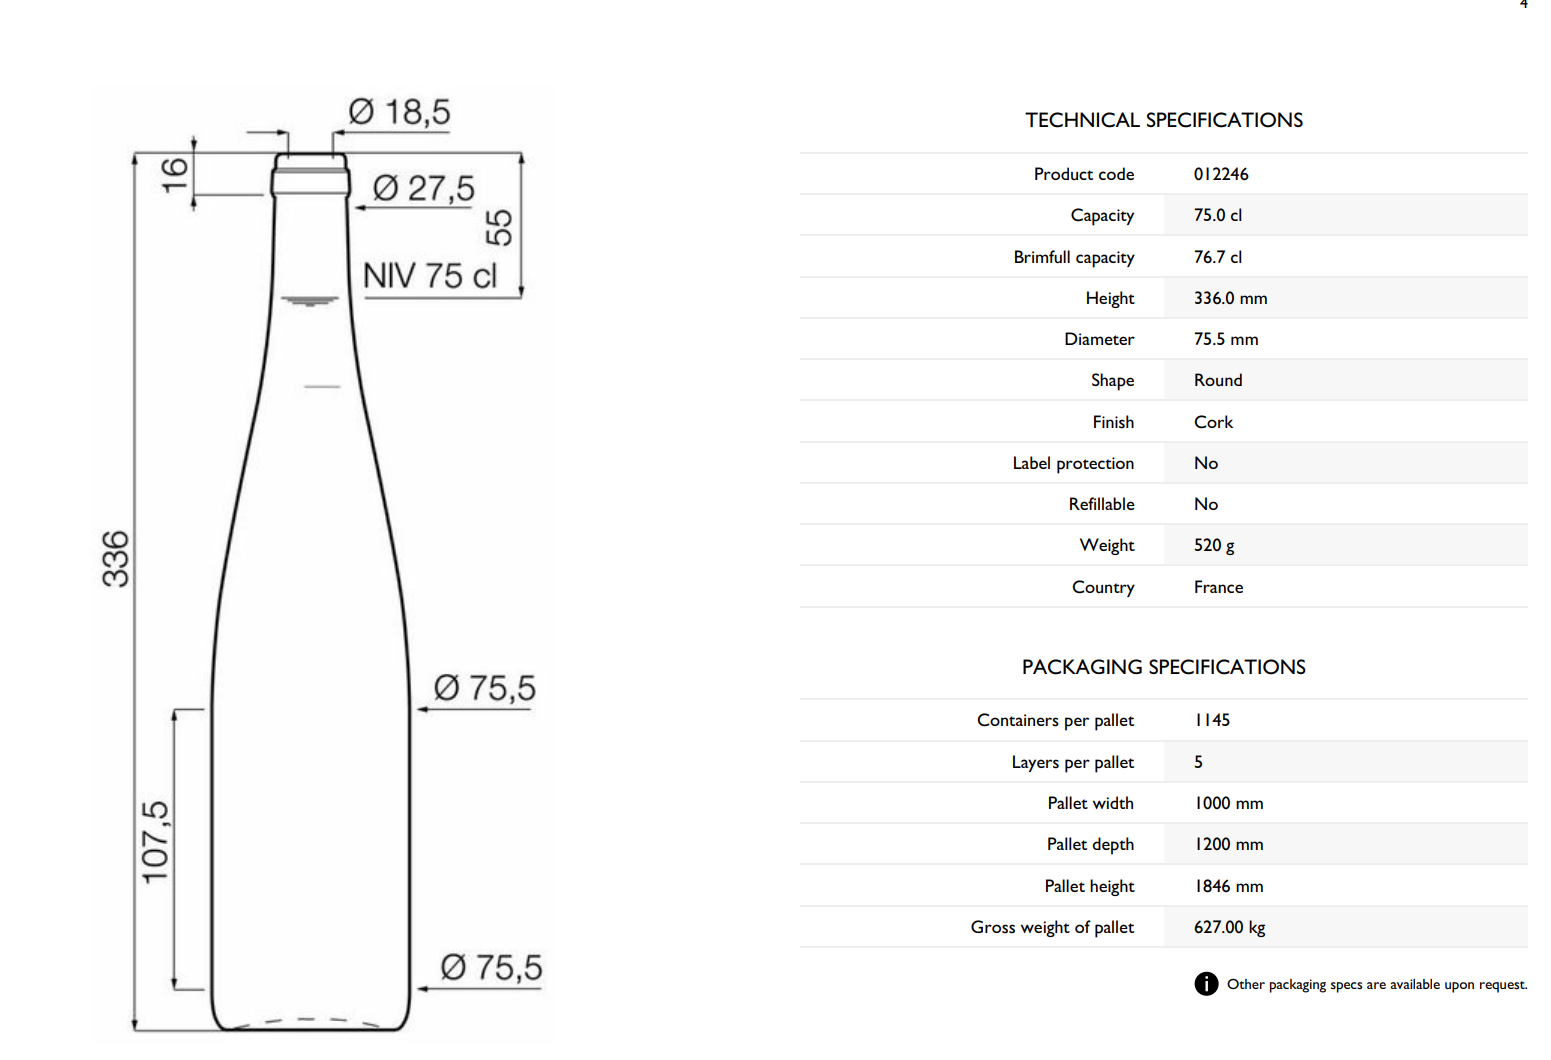 4
Ø 18,5
16
Ø 27,5
55
NIV 75 cl
336
Ø 75,5
107,5
Ø 75,5
TECHNICAL SPECIFICATIONS
Product code 012246
Capacity 75.0 cl
Brimfull capacity 76.7 cl
Height 336.0 mm
Diameter 75.5 mm
Shape Round
Finish Cork
Label protection No
Refillable No
Weight 520 g
Country France
PACKAGING SPECIFICATIONS
Containers per pallet 1145
Layers per pallet 5
Pallet width 1000 mm
Pallet depth 1200 mm
Pallet height 1846 mm
Gross weight of pallet 627.00 kg
i Other packaging specs are available upon request.